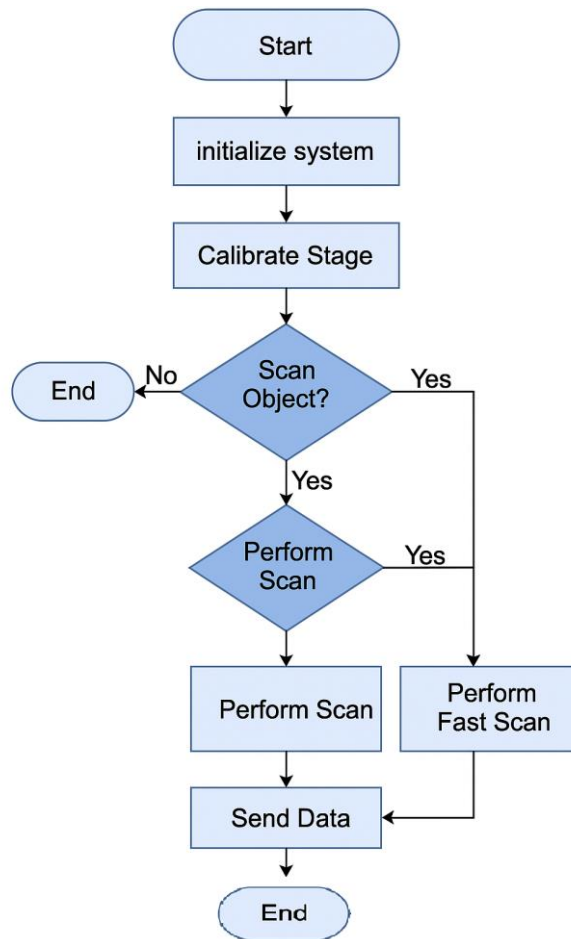 Start
initialize system
Calibrate Stage
Scan
Object?
No
Yes
End
Yes
Perform
Scan
Yes
Perform Scan
Perform
Fast Scan
Send Data
End